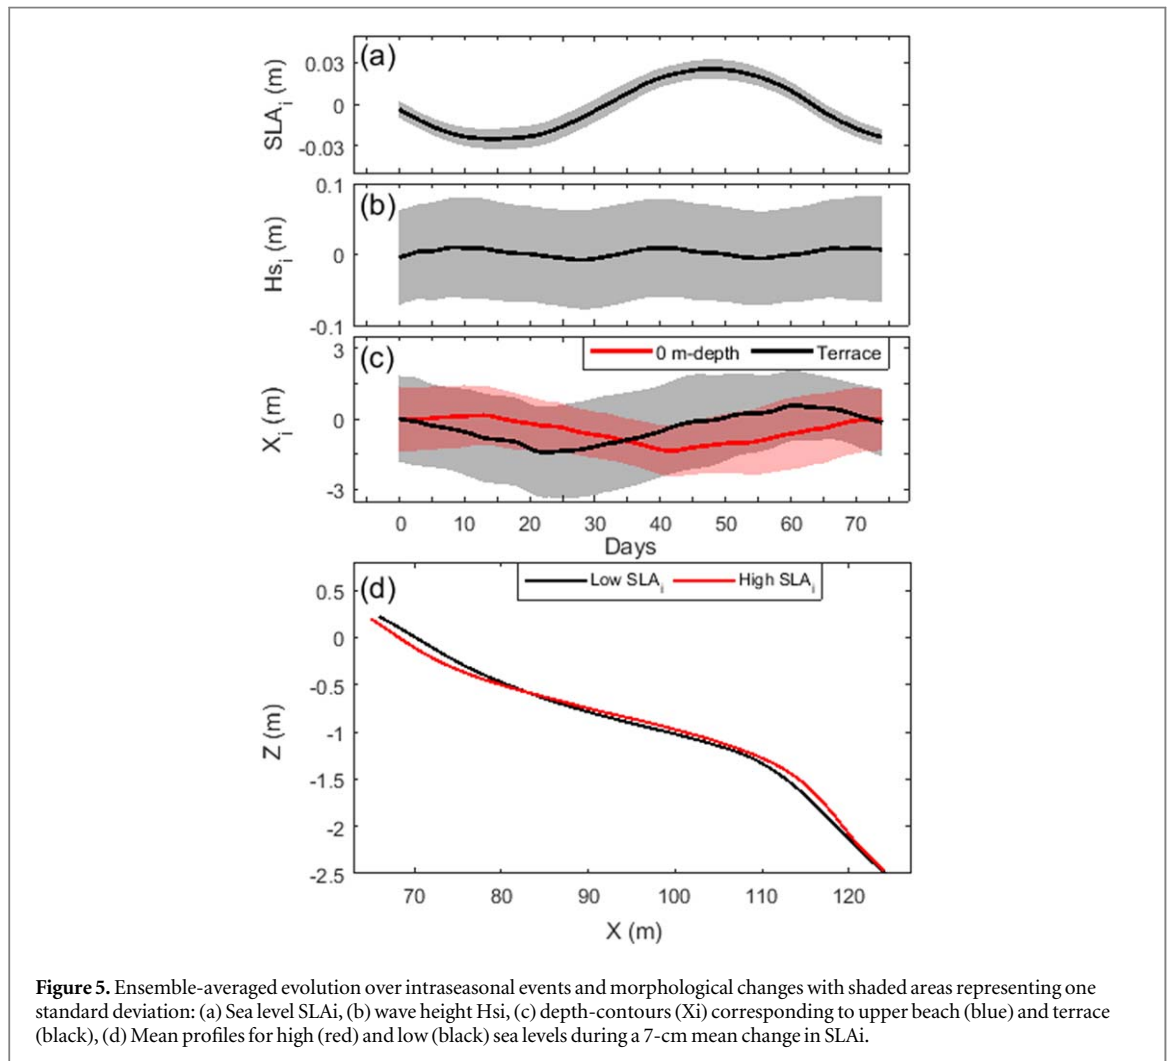 (a)
SLAi (m)
0.03
0
-0.03
(b)
Hsi (m)
0.1
0
-0.1
(c)
0 m-depth Terrace
Xi (m)
3
0
-3
0 10 20 30 40 50 60 70
Days
(d)
Low SLAi High SLAi
Z (m)
0.5
0
-0.5
-1
-1.5
-2
-2.5
70 80 90 100 110 120
X (m)
Figure 5. Ensemble-averaged evolution over intraseasonal events and morphological changes with shaded areas representing one
standard deviation: (a) Sea level SLAi, (b) wave height Hsi, (c) depth-contours (Xi) corresponding to upper beach (blue) and terrace
(black), (d) Mean profiles for high (red) and low (black) sea levels during a 7-cm mean change in SLAi.